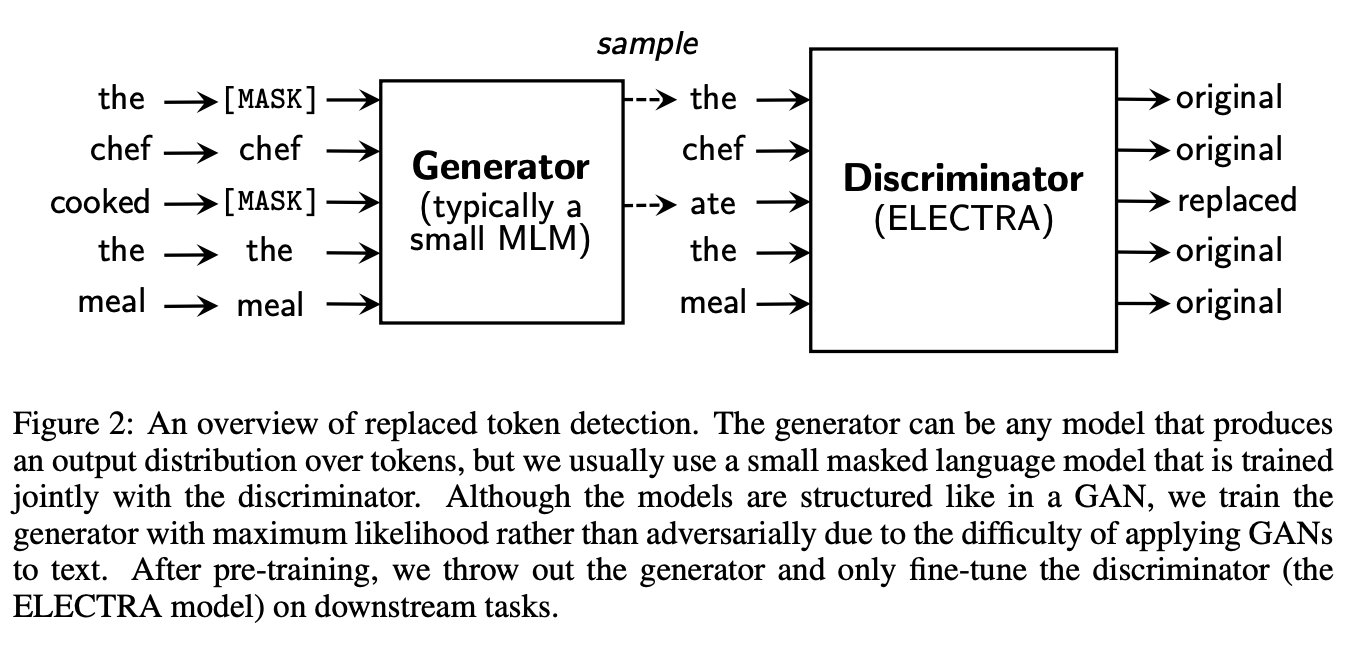 sample
the [MASK] the original
chef chef chef original
Generator Discriminator
cooked [MASK] (typically a ate (ELECTRA) replaced
small MLM)
the the the original
meal meal meal original
Figure 2: An overview of replaced token detection. The generator can be any model that produces
an output distribution over tokens, but we usually use a small masked language model that is trained
jointly with the discriminator. Although the models are structured like in a GAN, we train the
generator with maximum likelihood rather than adversarially due to the difficulty of applying GANs
to text. After pre-training, we throw out the generator and only fine-tune the discriminator (the
ELECTRA model) on downstream tasks.